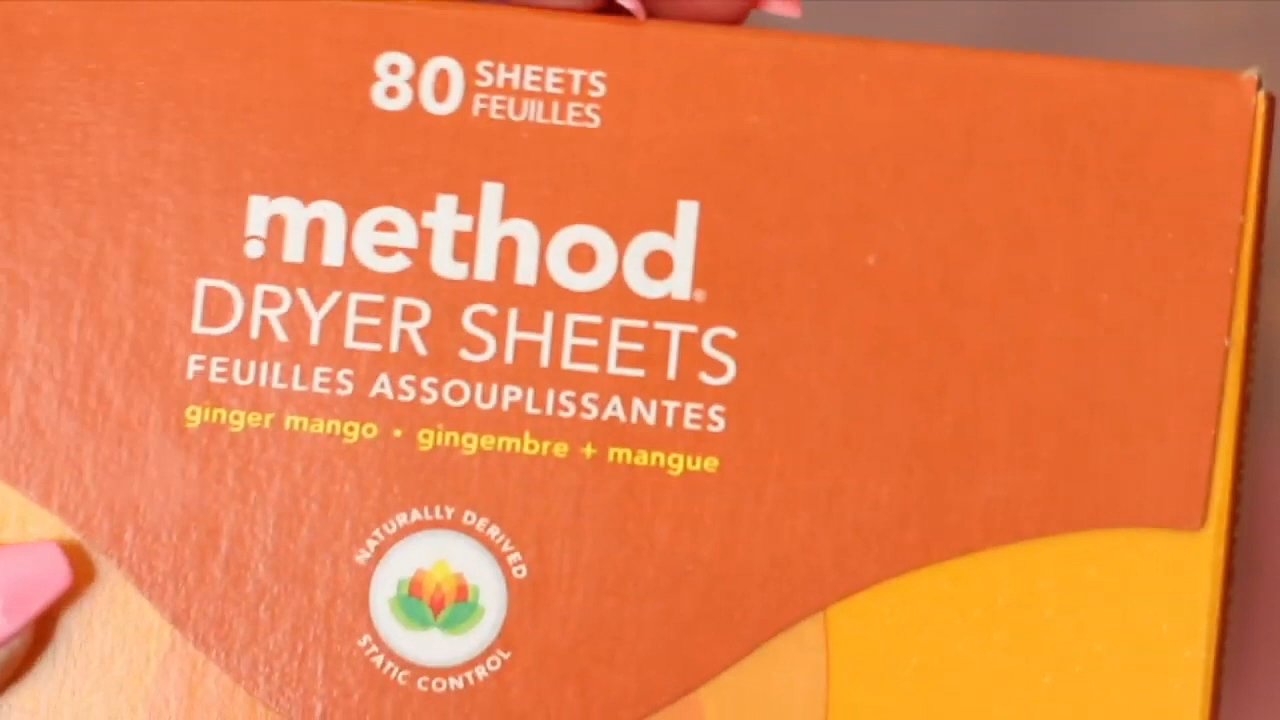 80 SHEETS
FEUILLES
method®
DRYER SHEETS
FEUILLES ASSOUPLISSANTES
ginger mango • gingembre + mangue
NATURALLY DERIVED
STATIC CONTROL